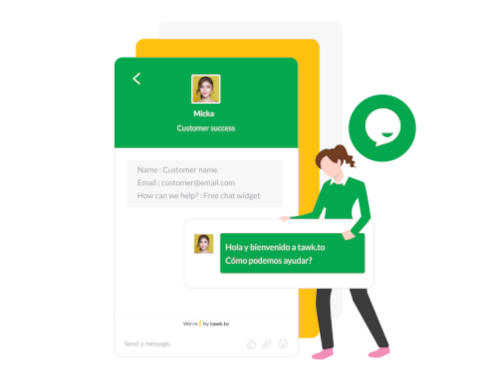 Micka
Customer success
Name : Customer name
Email : customer@email.com
How can we help? : Free chat widget
Hola y bienvenido a tawk.to
Cómo podemos ayudar?
We're by tawk.to
Send a message.